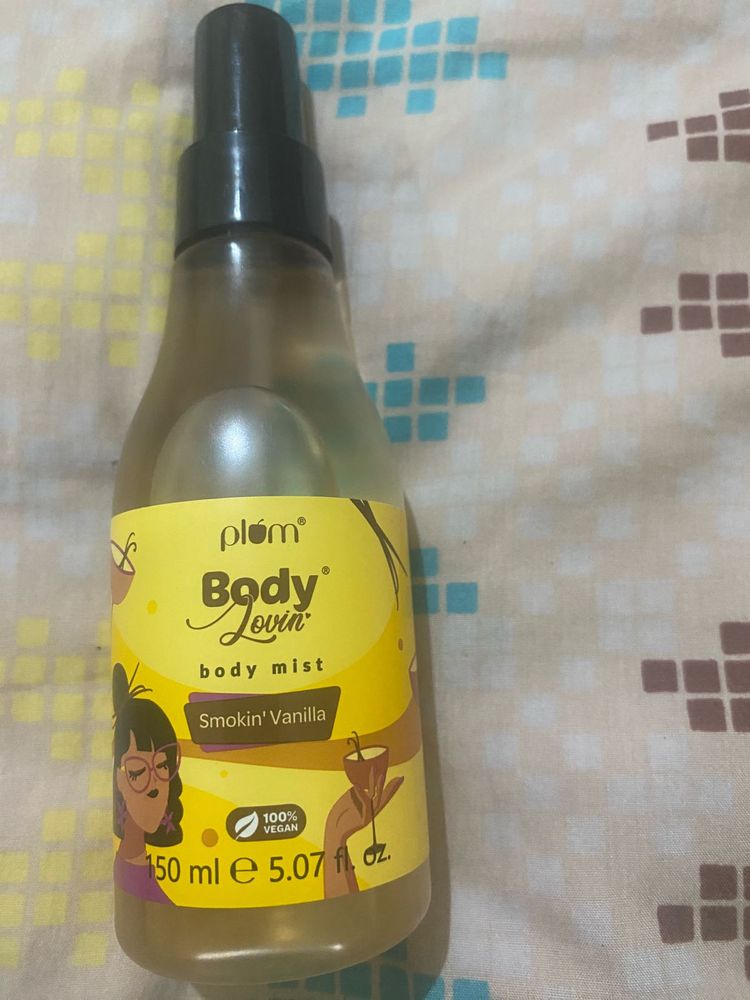 plum®
Body®
Lovin'
body mist
Smokin' Vanilla
100%
VEGAN
150 ml e 5.07 fl. oz.